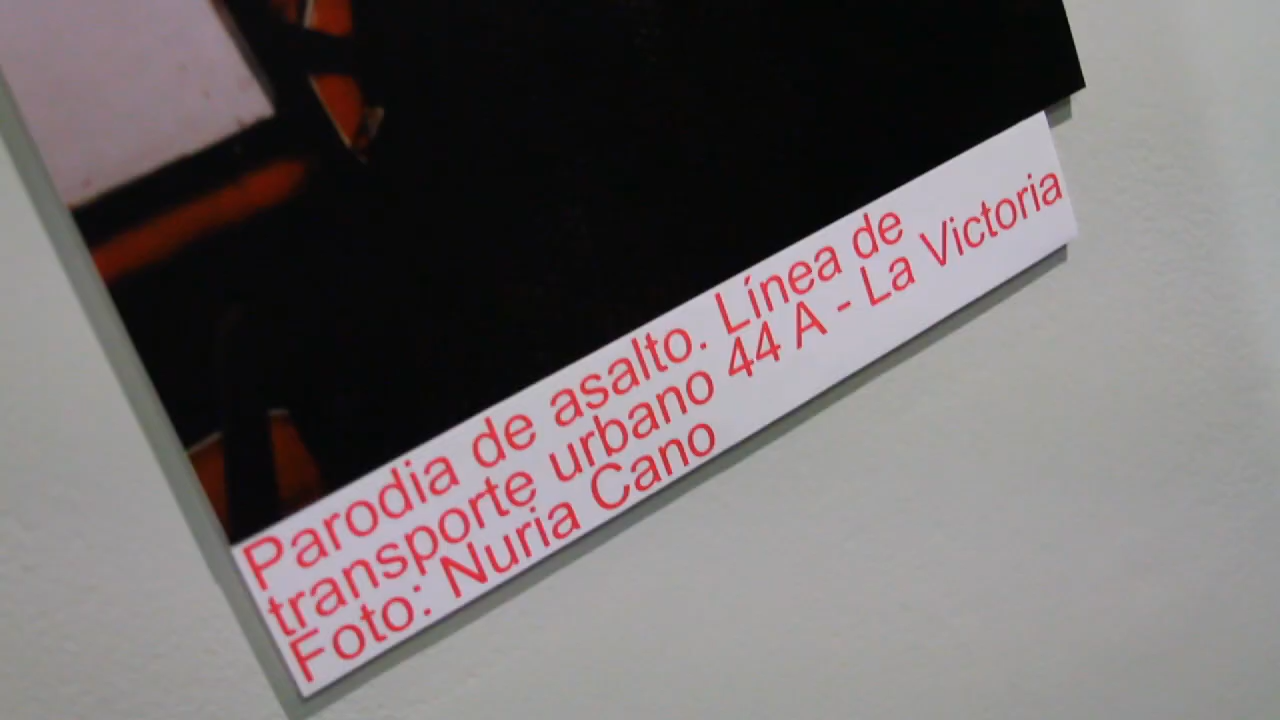 Parodia de asalto. Línea de
transporte urbano 44 A - La Victoria
Foto: Nuria Cano